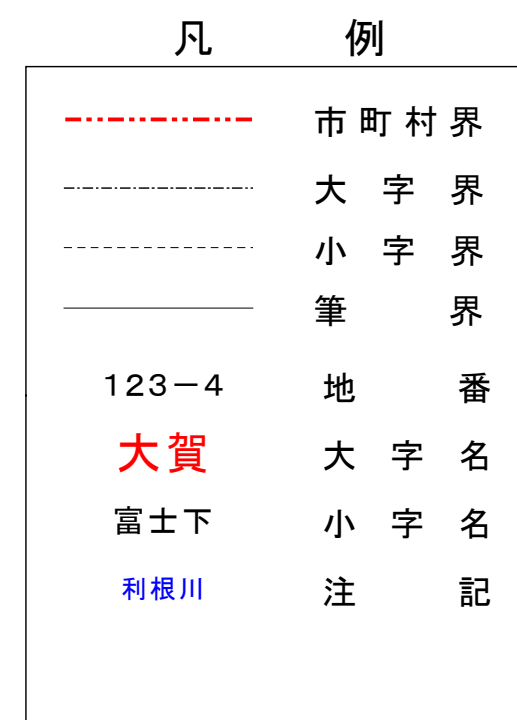 凡例
市町村界
大字界
小字界
筆界
123－4 地番
大賀 大字名
富士下 小字名
利根川 注記